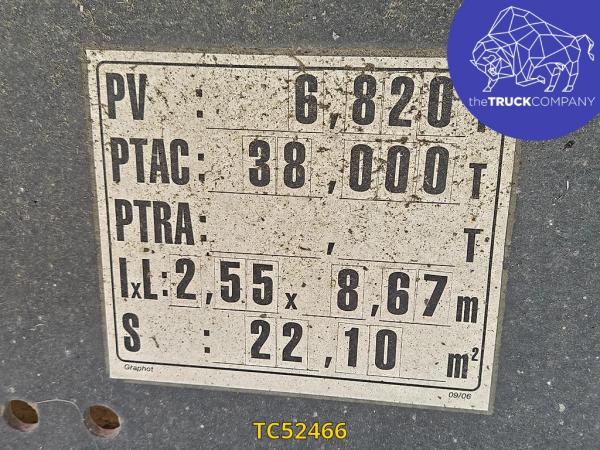 theTRUCKCOMPANY
PV : 6,820 T
PTAC: 38,000 T
PTRA: , T
lxL: 2,55 x 8,67 m
S : 22,10 m²
Graphot 09/06
TC52466